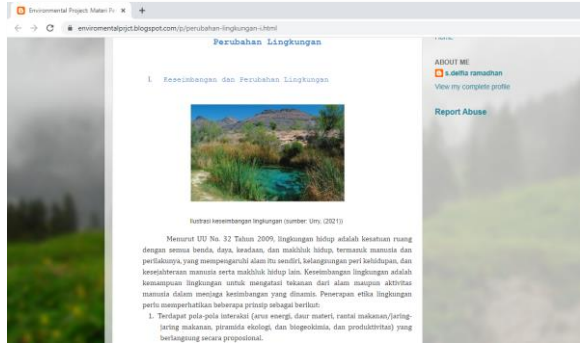 Environmental Project: Materi Pe
enviromentalprjct.blogspot.com/p/perubahan-lingkungan-i.html
Perubahan Lingkungan
Home
ABOUT ME
s.delfia ramadhan
View my complete profile
Report Abuse
1. Keseimbangan dan Perubahan Lingkungan
Ilustrasi keseimbangan lingkungan (sumber: Urry, (2021))
Menurut UU No. 32 Tahun 2009, lingkungan hidup adalah kesatuan ruang
dengan semua benda, daya, keadaan, dan makhluk hidup, termasuk manusia dan
perilakunya, yang mempengaruhi alam itu sendiri, kelangsungan peri kehidupan, dan
kesejahteraan manusia serta makhluk hidup lain. Keseimbangan lingkungan adalah
kemampuan lingkungan untuk mengatasi tekanan dari alam maupun aktivitas
manusia dalam menjaga kesimbangan yang dinamis. Penerapan etika lingkungan
perlu memperhatikan beberapa prinsip sebagai berikut:
1. Terdapat pola-pola interaksi (arus energi, daur materi, rantai makanan/jaring-
jaring makanan, piramida ekologi, dan biogeokimia, dan produktivitas) yang
berlangsung secara proposional.